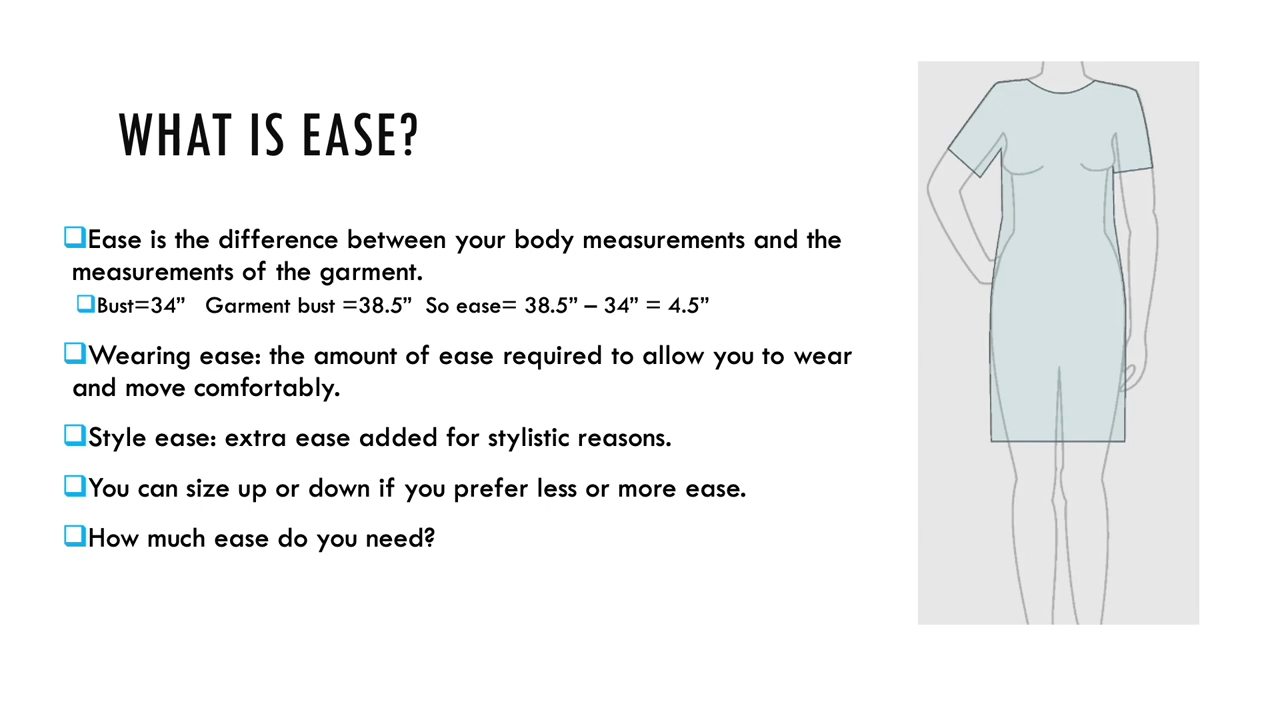 WHAT IS EASE?
❑Ease is the difference between your body measurements and the
measurements of the garment.
❑Bust=34” Garment bust =38.5” So ease= 38.5” – 34” = 4.5”
❑Wearing ease: the amount of ease required to allow you to wear
and move comfortably.
❑Style ease: extra ease added for stylistic reasons.
❑You can size up or down if you prefer less or more ease.
❑How much ease do you need?